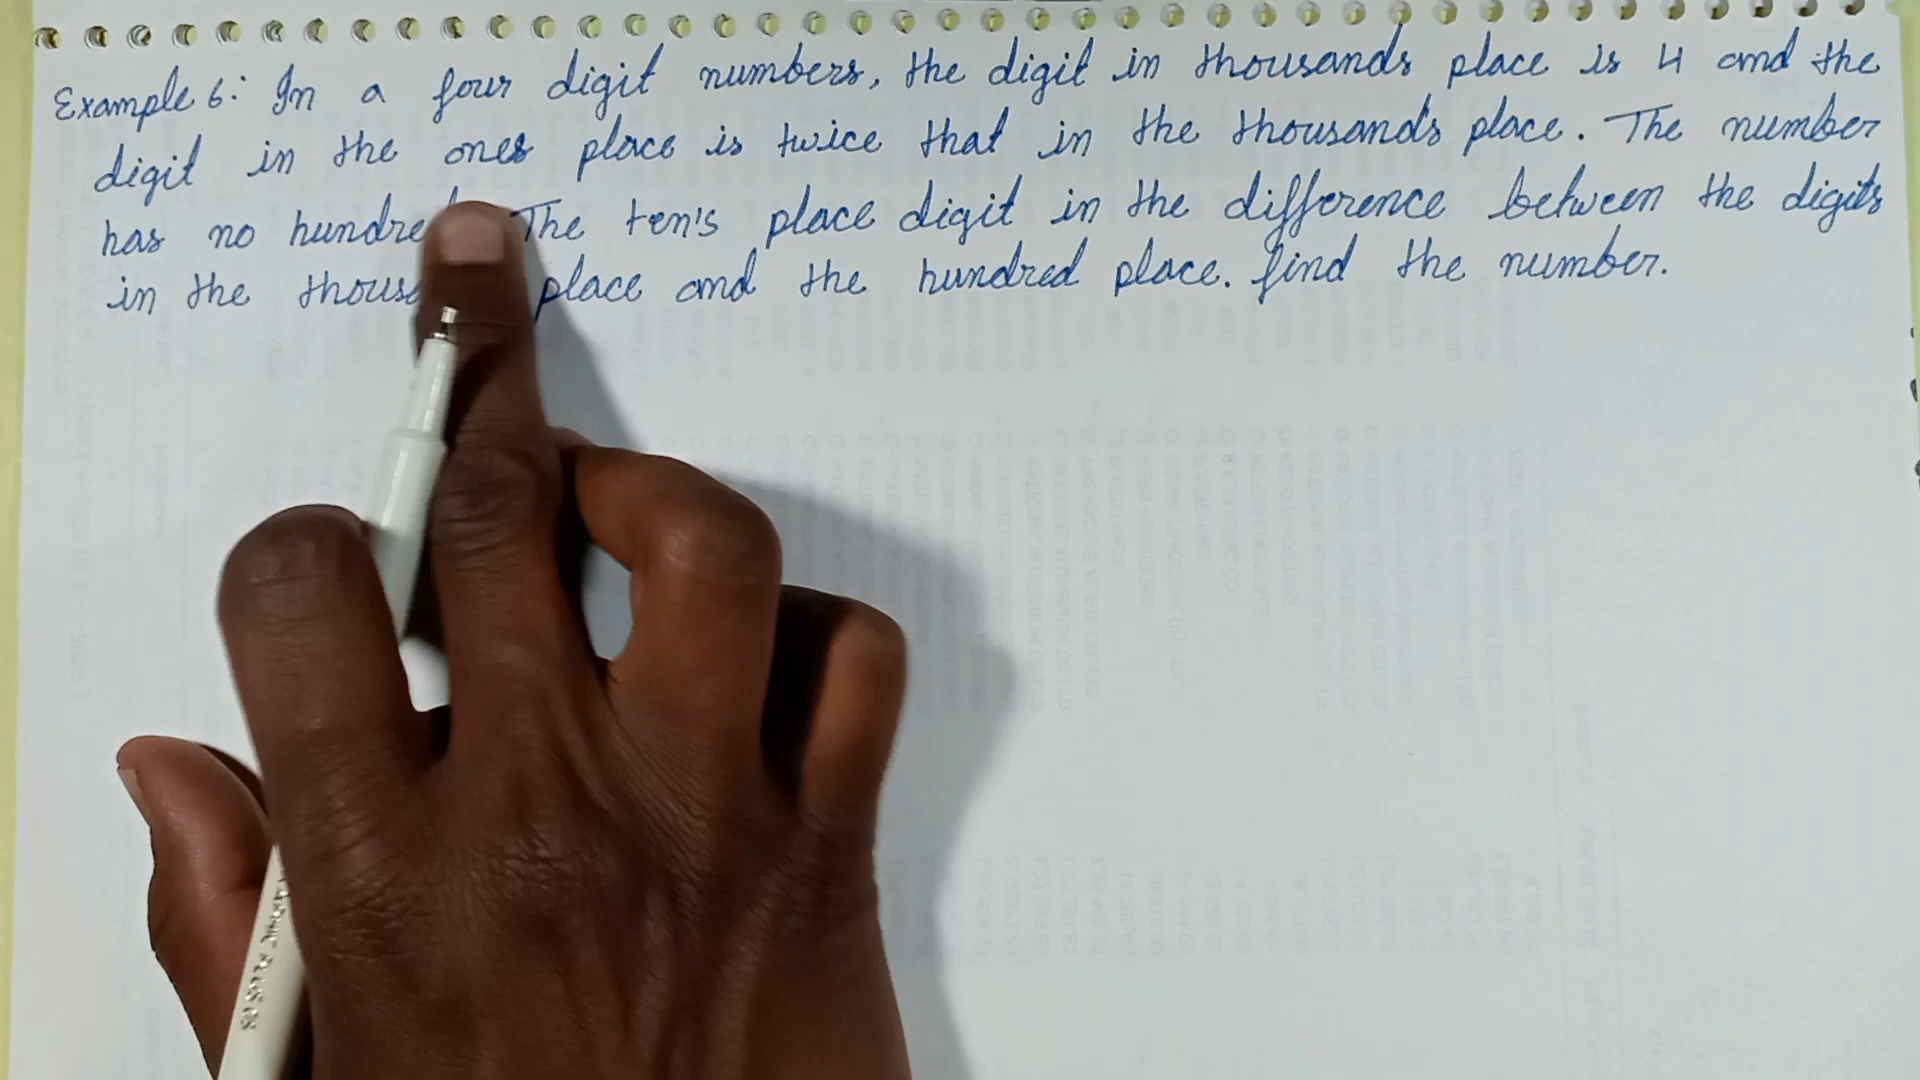 Example 6: In a four digit numbers, the digit in thousands place is 4 and the
digit in the ones place is twice that in the thousands place. The number
has no The ten's place digit in the difference between the digits
in the place and the hundred place. find the number.